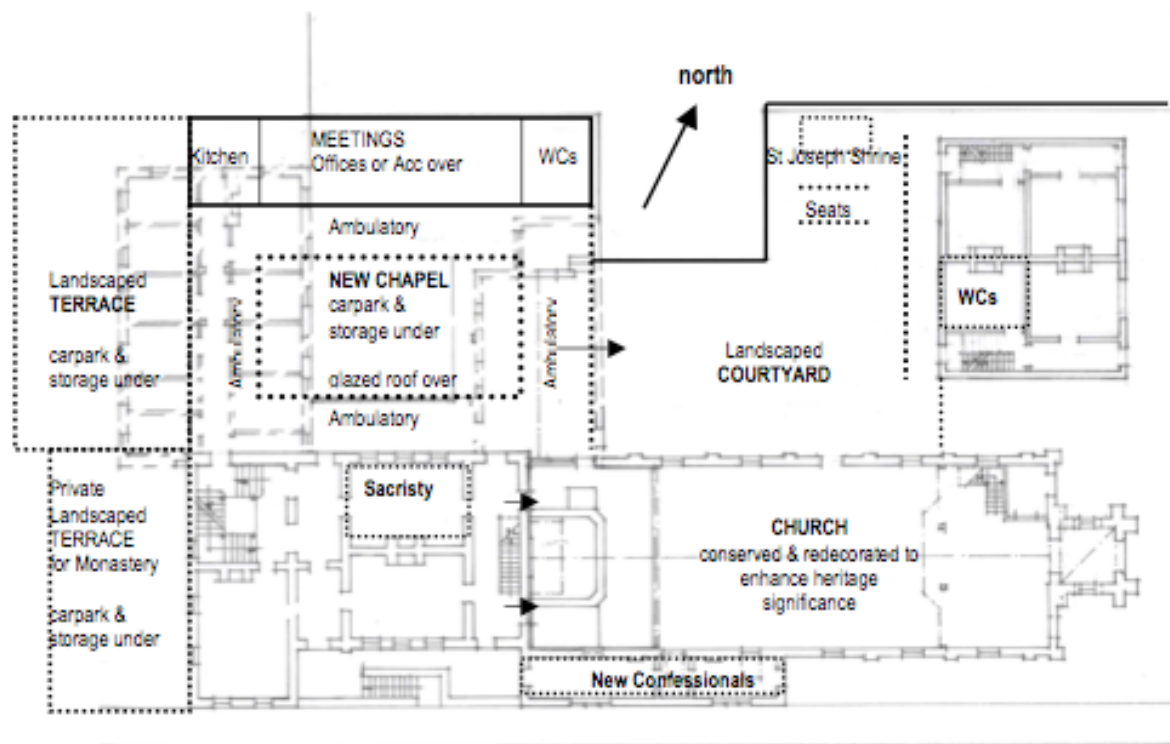 north
Kitchen
MEETINGS
Offices or Acc over
WCs
St Joseph Shrine
Seats
Ambulatory
Landscaped
TERRACE
carpark &
storage under
Ambulatory
NEW CHAPEL
carpark &
storage under
glazed roof over
Ambulatory
WCs
Landscaped
COURTYARD
Ambulatory
Private
Landscaped
TERRACE
for Monastery
carpark &
storage under
Sacristy
CHURCH
conserved & redecorated to
enhance heritage
significance
New Confessionals